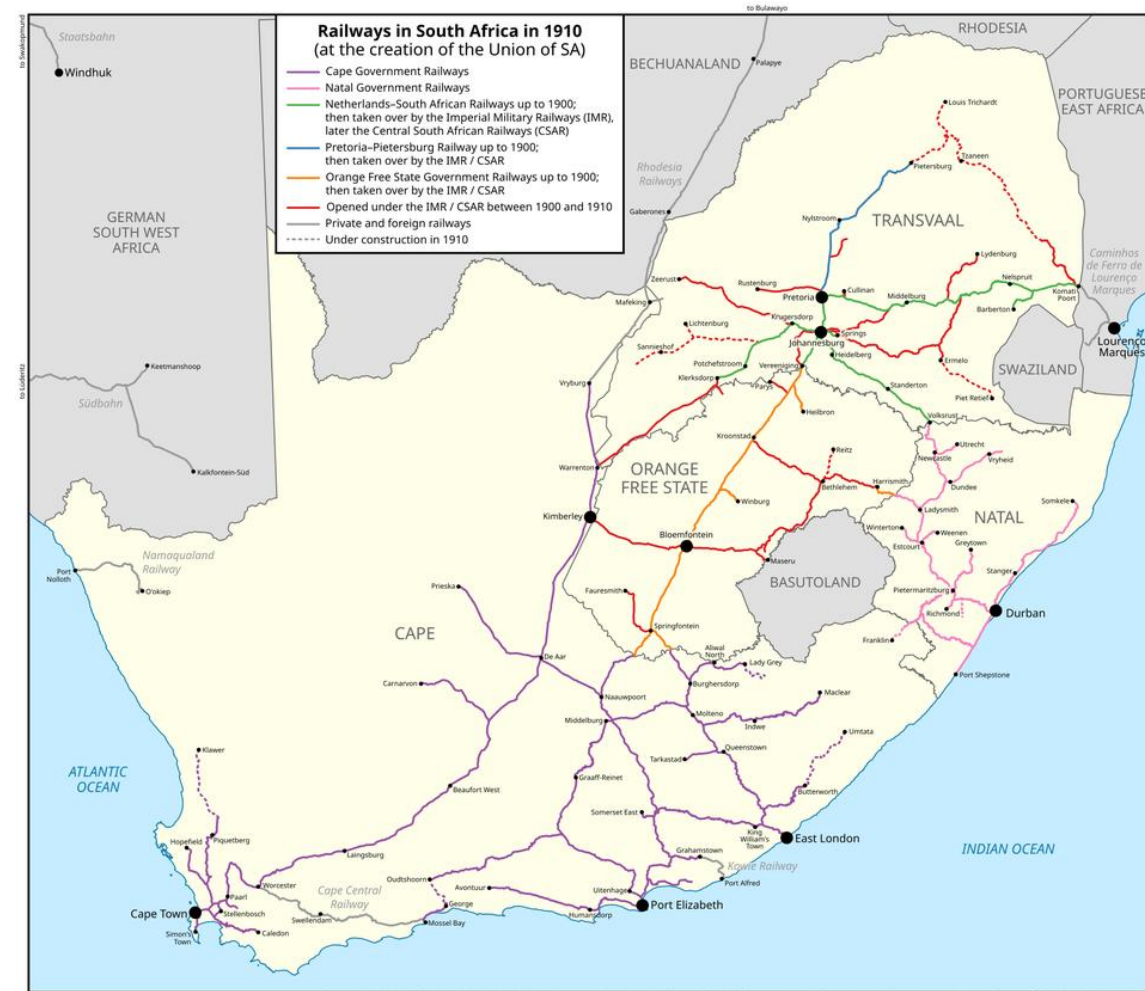 to Bulawayo
to Swakopmund
Staatsbahn
Windhuk
Railways in South Africa in 1910
(at the creation of the Union of SA)
Cape Government Railways
Natal Government Railways
Netherlands–South African Railways up to 1900;
then taken over by the Imperial Military Railways (IMR),
later the Central South African Railways (CSAR)
Pretoria–Pietersburg Railway up to 1900;
then taken over by the IMR / CSAR
Orange Free State Government Railways up to 1900;
then taken over by the IMR / CSAR
Opened under the IMR / CSAR between 1900 and 1910
Private and foreign railways
Under construction in 1910
RHODESIA
BECHUANALAND
Palapye
PORTUGUESE
EAST AFRICA
Louis Trichardt
Tzaneen
Pietersburg
Rhodesia
Railways
Gaberones
Nylstroom
TRANSVAAL
GERMAN
SOUTH WEST
AFRICA
Lydenburg
Caminhos
de Ferra de
Lourenço
Marques
Zeerust
Rustenburg
Cullinan
Nelspruit
Pretoria
Middelburg
Komati
Poort
Mafeking
Barberton
Lichtenburg
Krugersdorp
Springs
Johannesburg
Lourenço
Marques
Sannieshof
Heidelberg
Potchefstroom
Vereeniging
Ermelo
SWAZILAND
Keetmanshoop
to Lüderitz
Südbahn
Vryburg
Klerksdorp
Parys
Standerton
Piet Retief
Heilbron
Volksrust
Kroonstad
Utrecht
Newcastle
Vryheid
Reitz
Kalkfontein-Süd
Warrenton
ORANGE
FREE STATE
Bethlehem
Harrismith
Dundee
Winburg
Ladysmith
Somkele
Kimberley
NATAL
Bloemfontein
Winterton
Weenen
Estcourt
Greytown
Namaqualand
Railway
Port
Nolloth
O'okiep
Maseru
BASUTOLAND
Stanger
Prieska
Fauresmith
Pietermaritzburg
Richmond
Durban
Springfontein
CAPE
Franklin
De Aar
Aliwal
North
Lady Grey
Port Shepstone
Carnarvon
Burghersdorp
Naauwpoort
Maclear
Middelburg
Molteno
Indwe
Umtata
Klawer
Queenstown
Tarkastad
ATLANTIC
OCEAN
Graaff-Reinet
Beaufort West
Butterworth
Somerset East
Hopefield
Piquetberg
King
William's
Town
East London
Laingsburg
Grahamstown
Kowie Railway
INDIAN OCEAN
Oudtshoorn
Avontuur
Uitenhage
Port Alfred
Worcester
Paarl
Cape Central
Railway
George
Port Elizabeth
Cape Town
Stellenbosch
Swellendam
Mossel Bay
Humansdorp
Simon's
Town
Caledon